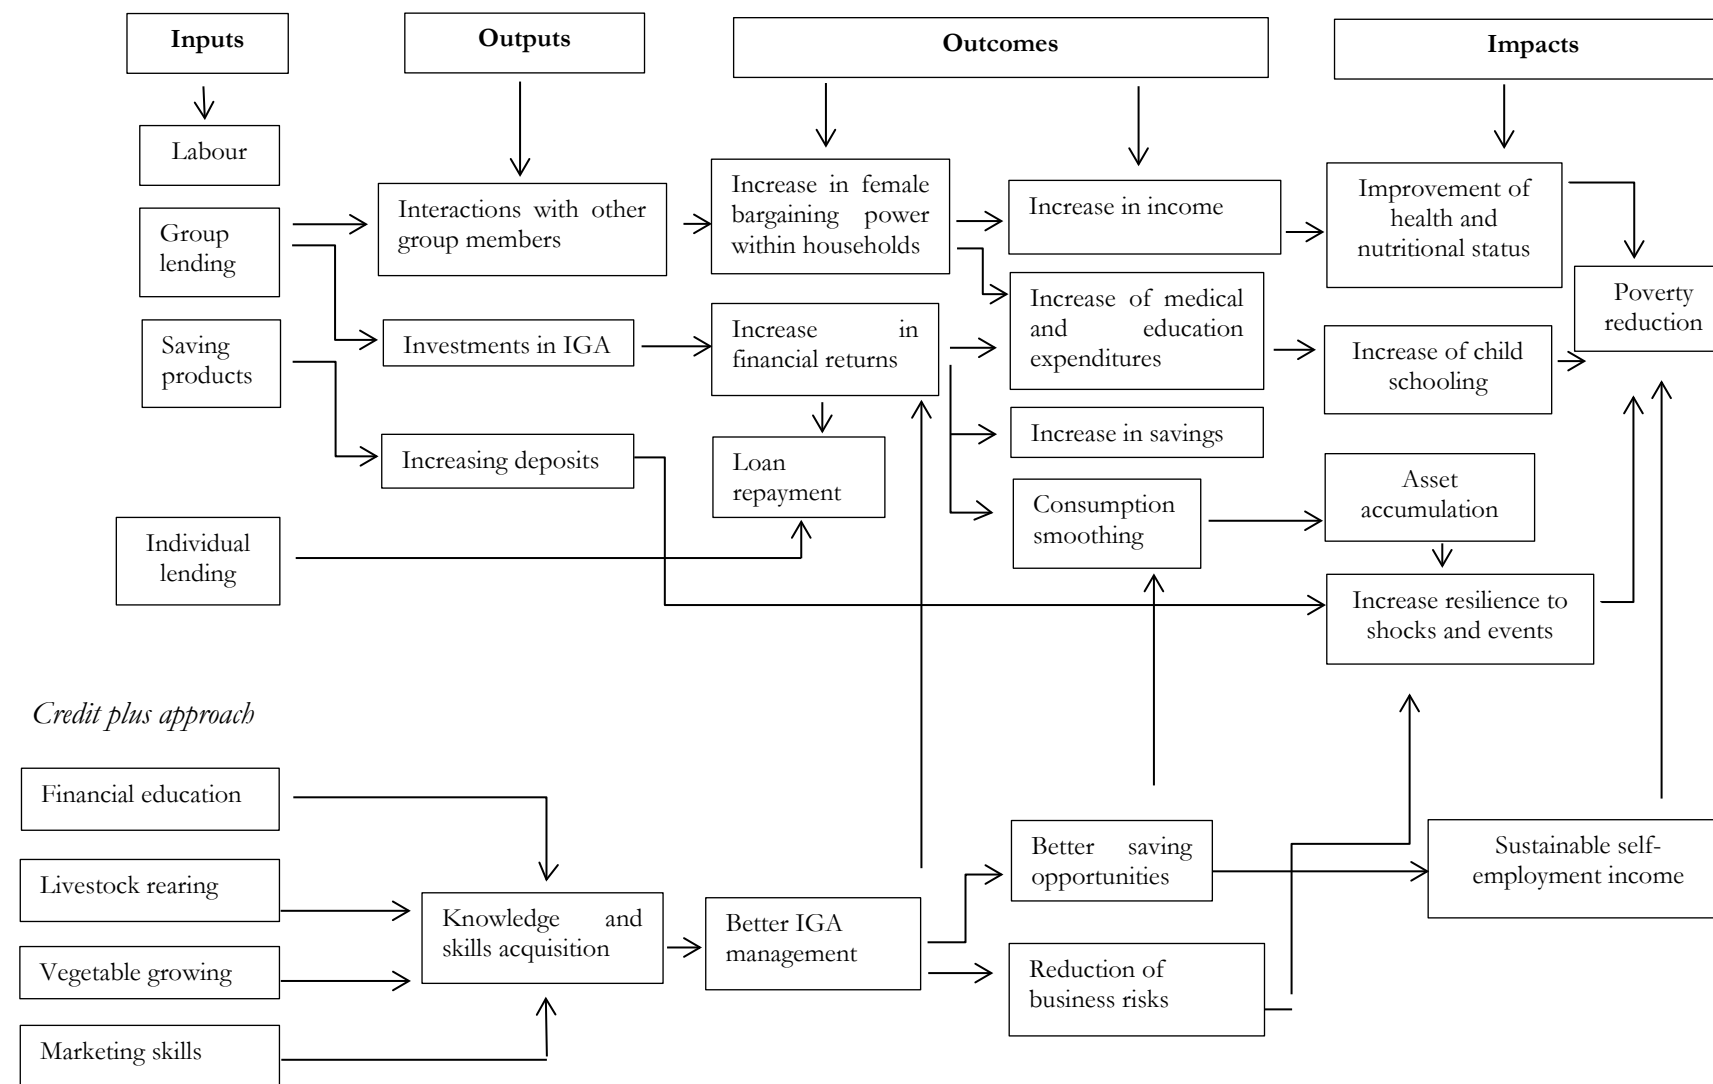 Inputs
Outputs
Outcomes
Impacts
Labour
Group
lending
Saving
products
Individual
lending
Interactions with other
group members
Investments in IGA
Increasing deposits
Increase in female
bargaining power
within households
Increase in
financial returns
Loan
repayment
Increase in income
Increase of medical
and education
expenditures
Increase in savings
Consumption
smoothing
Improvement of
health and
nutritional status
Increase of child
schooling
Asset
accumulation
Increase resilience to
shocks and events
Poverty
reduction
Credit plus approach
Financial education
Livestock rearing
Vegetable growing
Marketing skills
Knowledge and
skills acquisition
Better IGA
management
Better saving
opportunities
Reduction of
business risks
Sustainable self-
employment income